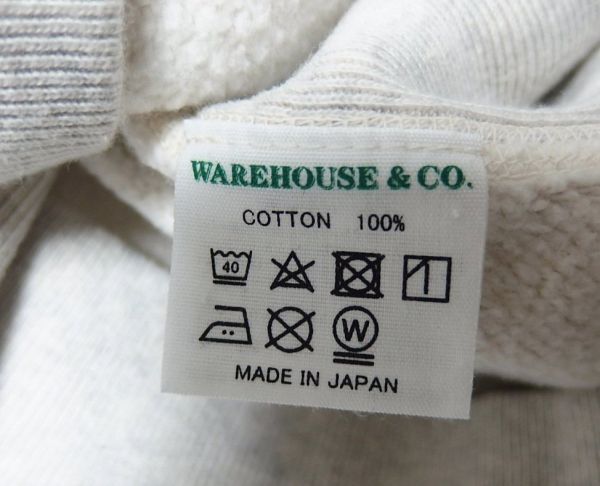 WAREHOUSE & CO.
COTTON 100%
40
W
MADE IN JAPAN